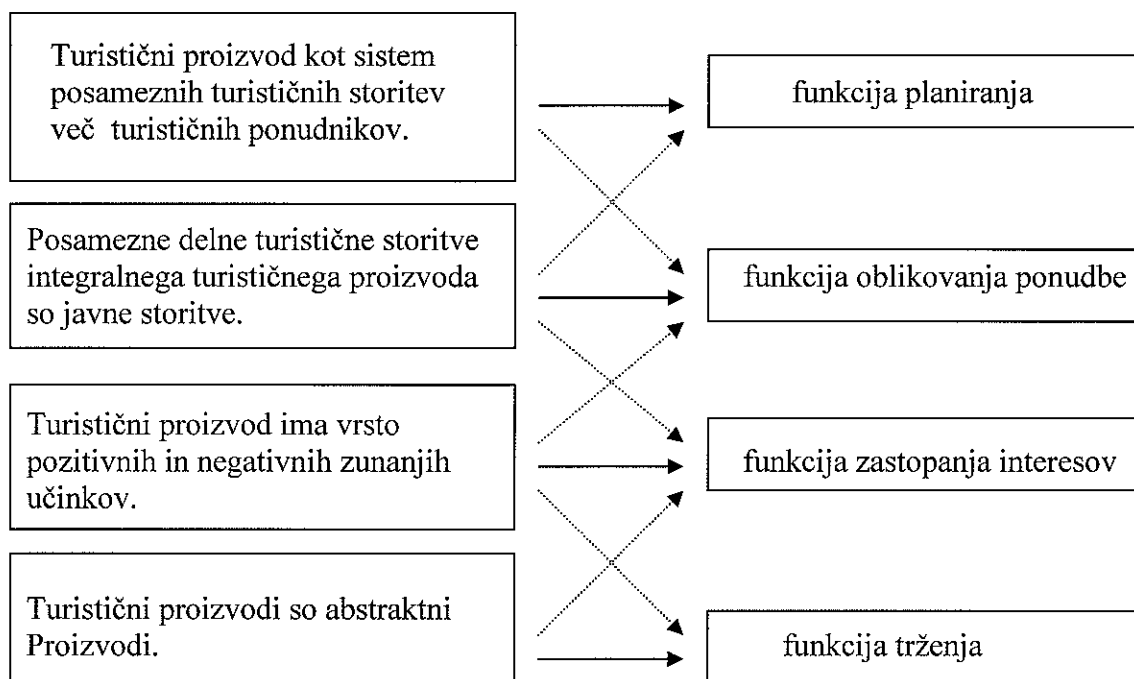 Turistični proizvod kot sistem
posameznih turističnih storitev
več turističnih ponudnikov.
funkcija planiranja
Posamezne delne turistične storitve
integralnega turističnega proizvoda
so javne storitve.
funkcija oblikovanja ponudbe
Turistični proizvod ima vrsto
pozitivnih in negativnih zunanjih
učinkov.
funkcija zastopanja interesov
Turistični proizvodi so abstraktni
Proizvodi.
funkcija trženja